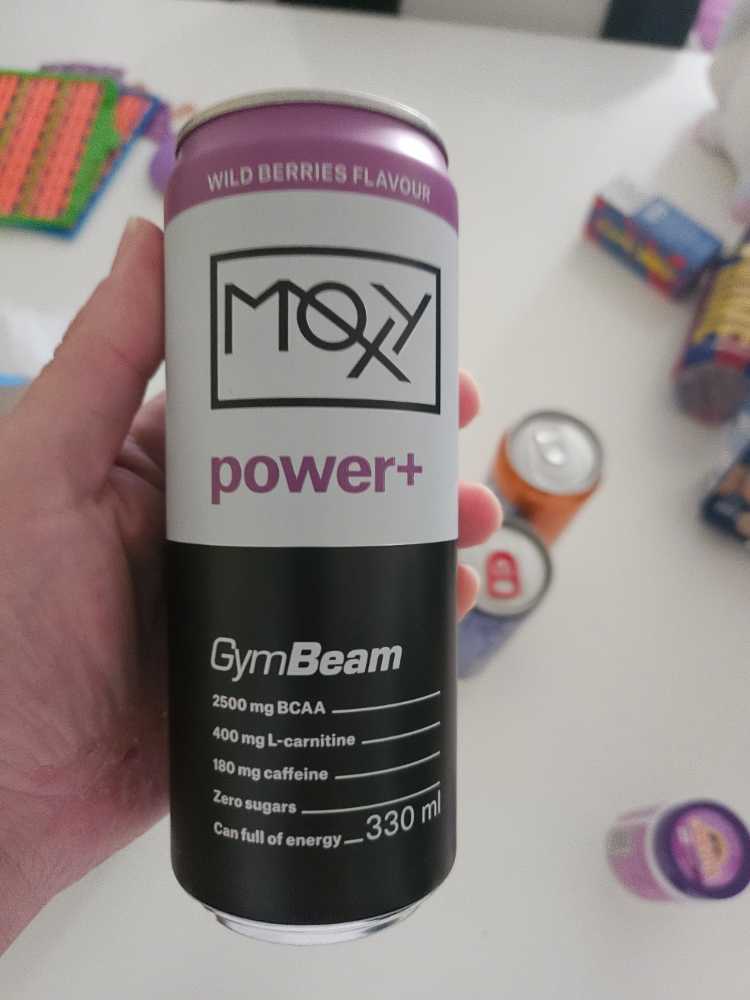 WILD BERRIES FLAVOUR
MOXY
power+
GymBeam
2500 mg BCAA
400 mg L-carnitine
180 mg caffeine
Zero sugars
Can full of energy
330 ml